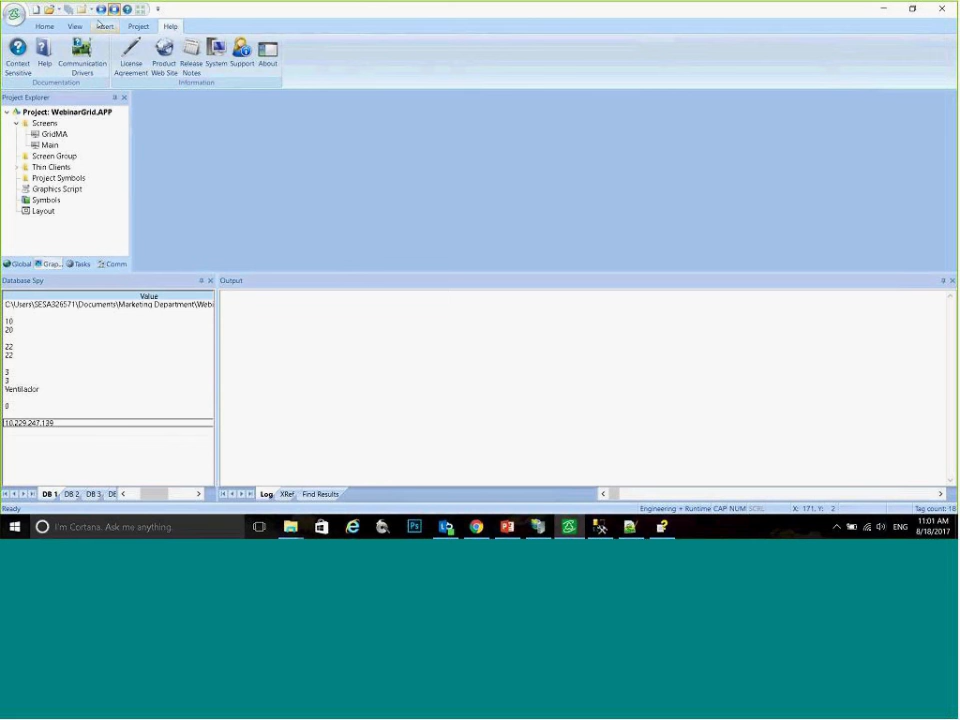 Home View Insert Project Help
Context Sensitive
Help
Communication Drivers
License Agreement
Product Web Site
Release Notes
System
Support
About
Documentation
Information
Project Explorer
Project: WebinarGrid.APP
Screens
GridMA
Main
Screen Group
Thin Clients
Project Symbols
Graphics Script
Symbols
Layout
Global Grap... Tasks Comm
Database Spy
Output
Value
C:\Users\SESA326571\Documents\Marketing Department\Webi
10
20
22
22
3
3
Ventilador
0
10.229.247.139
DB 1 DB 2 DB 3 DE
Log XRef Find Results
Ready
Engineering + Runtime CAP NUM SCRL
X: 171, Y: 2
Tag count: 18
I'm Cortana. Ask me anything.
Ps
ENG
11:01 AM
8/18/2017